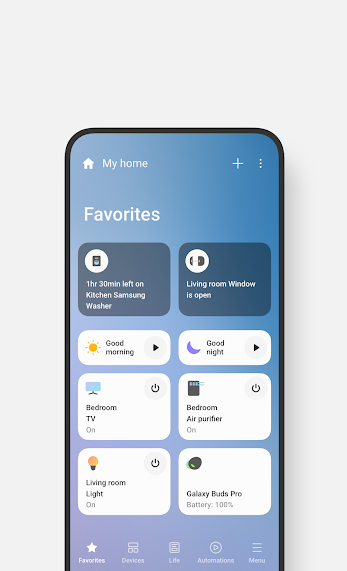 My home
Favorites
1hr 30min left on
Kitchen Samsung
Washer
Living room Window
is open
Good
morning
Good
night
Bedroom
TV
On
Bedroom
Air purifier
On
Living room
Light
On
Galaxy Buds Pro
Battery: 100%
Favorites
Devices
Life
Automations
Menu